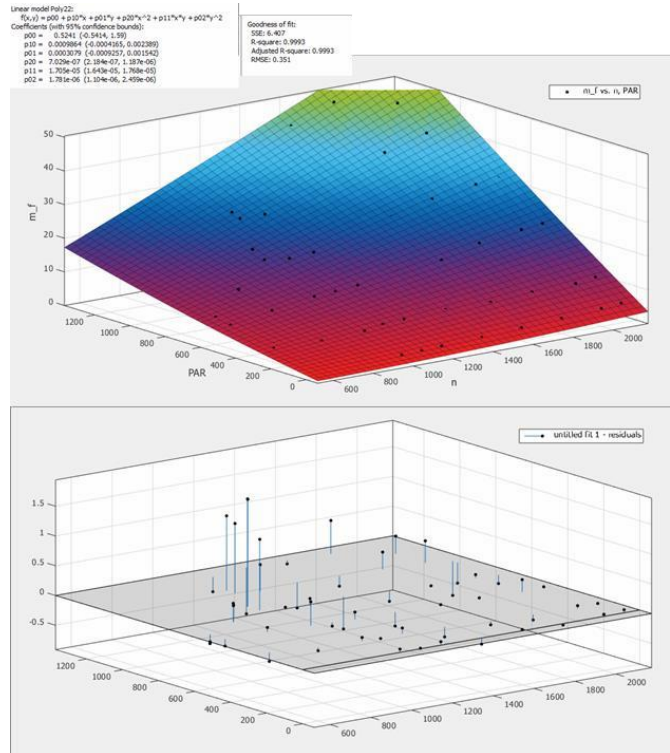 Linear model Poly22:
f(x,y) = p00 + p10*x + p01*y + p20*x^2 + p11*x*y + p02*y^2
Coefficients (with 95% confidence bounds):
p00 = 0.5241 (-0.5414, 1.59)
p10 = 0.0009864 (-0.0004165, 0.002389)
p01 = 0.0003079 (-0.0009257, 0.001542)
p20 = 7.029e-07 (2.184e-07, 1.187e-06)
p11 = 1.705e-05 (1.643e-05, 1.768e-05)
p02 = 1.781e-06 (1.104e-06, 2.459e-06)
Goodness of fit:
SSE: 6.407
R-square: 0.9993
Adjusted R-square: 0.9993
RMSE: 0.351
m_f vs. n, PAR
50
40
30
20
10
0
m_f
1200
1000
800
600
400
200
0
PAR
600
800
1000
1200
1400
1600
1800
2000
n
untitled fit 1 - residuals
1.5
1
0.5
0
-0.5
1200
1000
800
600
400
200
0
600
800
1000
1200
1400
1600
1800
2000